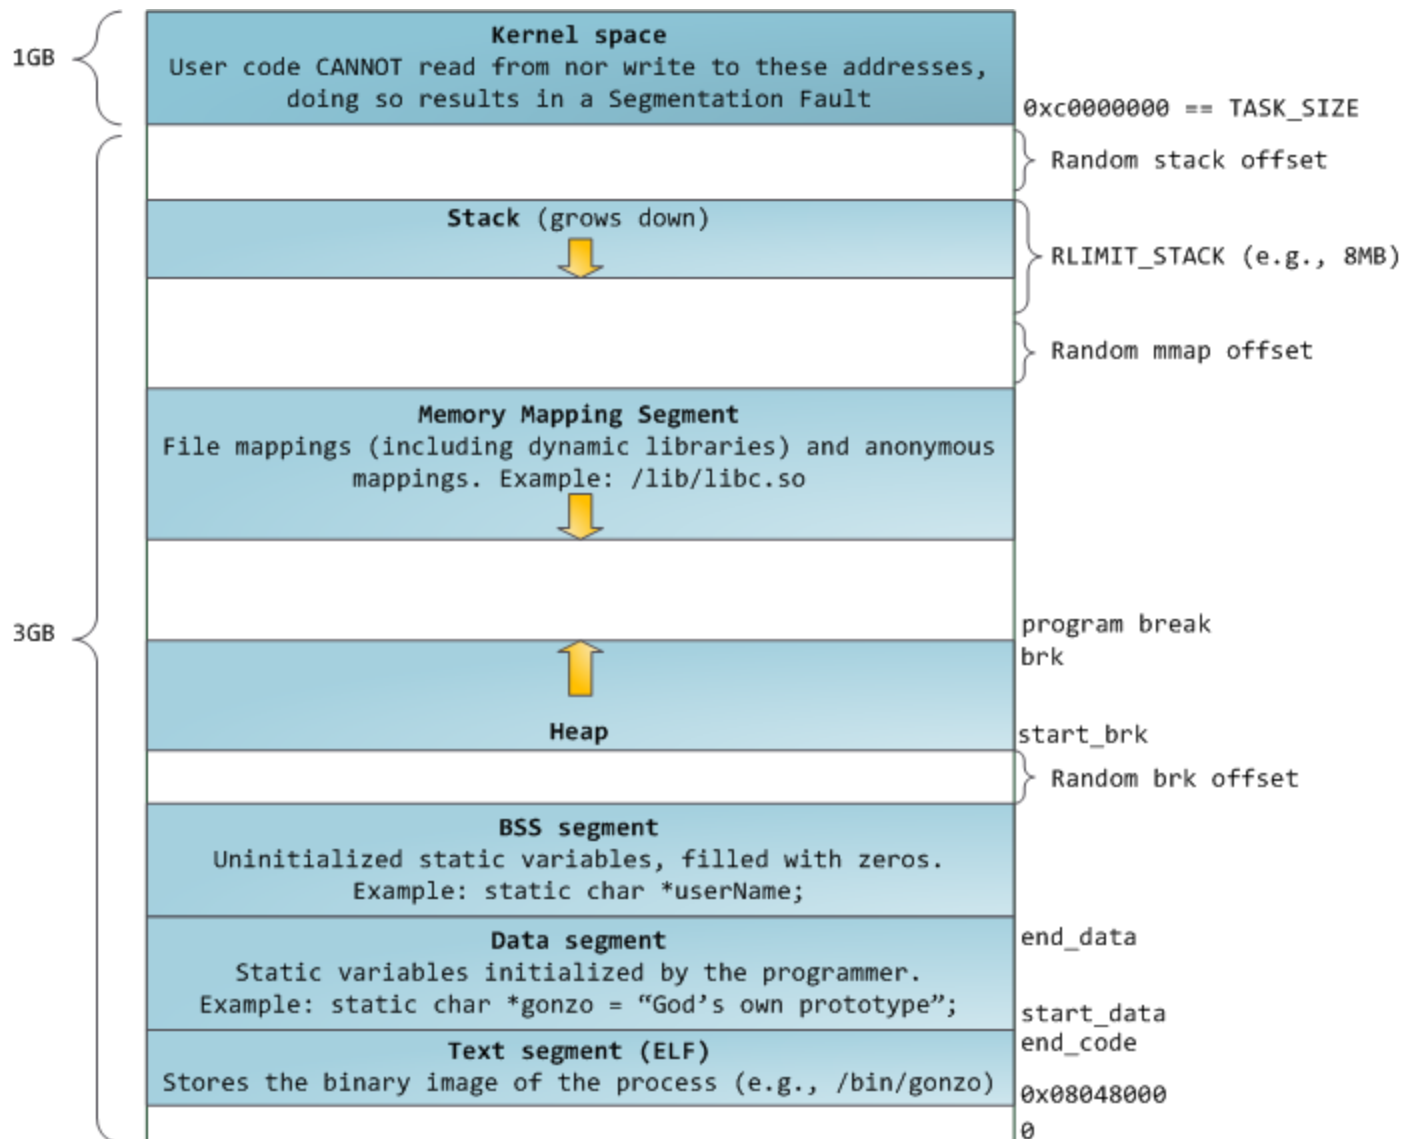 1GB
Kernel space
User code CANNOT read from nor write to these addresses,
doing so results in a Segmentation Fault
0xc0000000 == TASK_SIZE
Random stack offset
Stack (grows down)
RLIMIT_STACK (e.g., 8MB)
Random mmap offset
Memory Mapping Segment
File mappings (including dynamic libraries) and anonymous
mappings. Example: /lib/libc.so
3GB
program break
brk
Heap
start_brk
Random brk offset
BSS segment
Uninitialized static variables, filled with zeros.
Example: static char *userName;
Data segment
end_data
Static variables initialized by the programmer.
Example: static char *gonzo = “God’s own prototype”;
start_data
end_code
Text segment (ELF)
Stores the binary image of the process (e.g., /bin/gonzo)
0x08048000
0